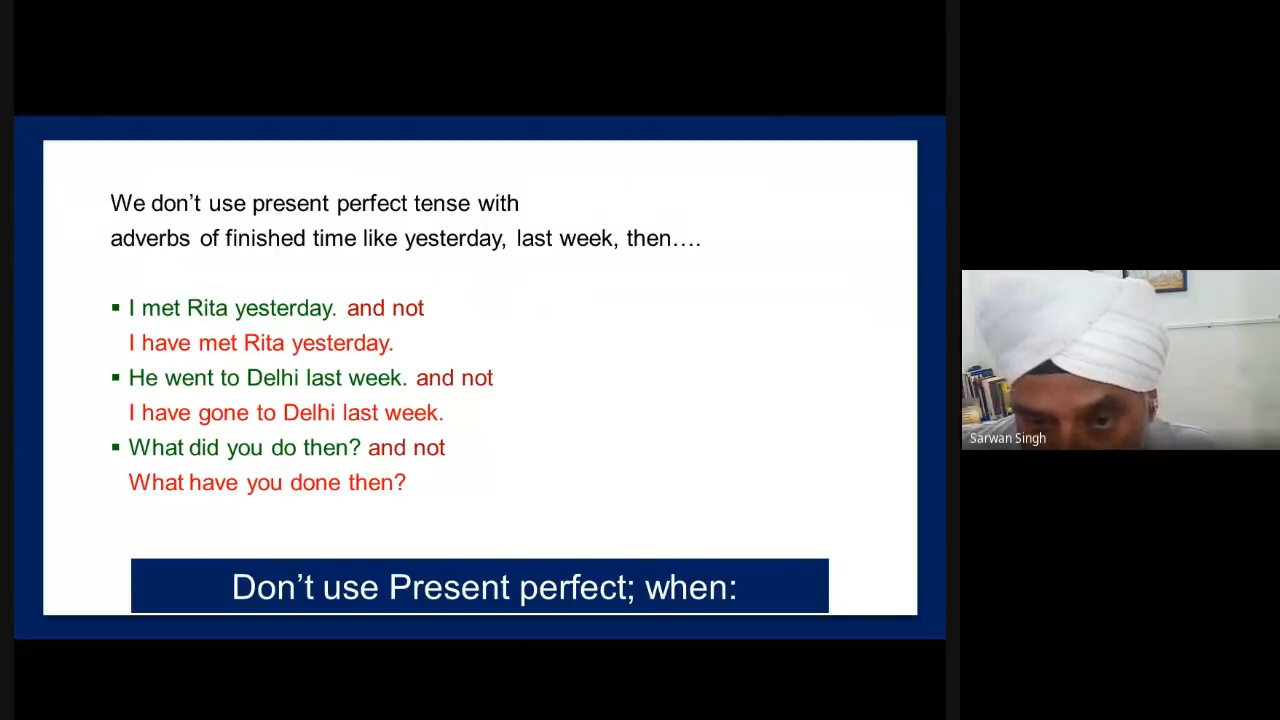 We don’t use present perfect tense with
adverbs of finished time like yesterday, last week, then….
▪ I met Rita yesterday. and not
I have met Rita yesterday.
▪ He went to Delhi last week. and not
I have gone to Delhi last week.
▪ What did you do then? and not
What have you done then?
Don’t use Present perfect; when:
Sarwan Singh